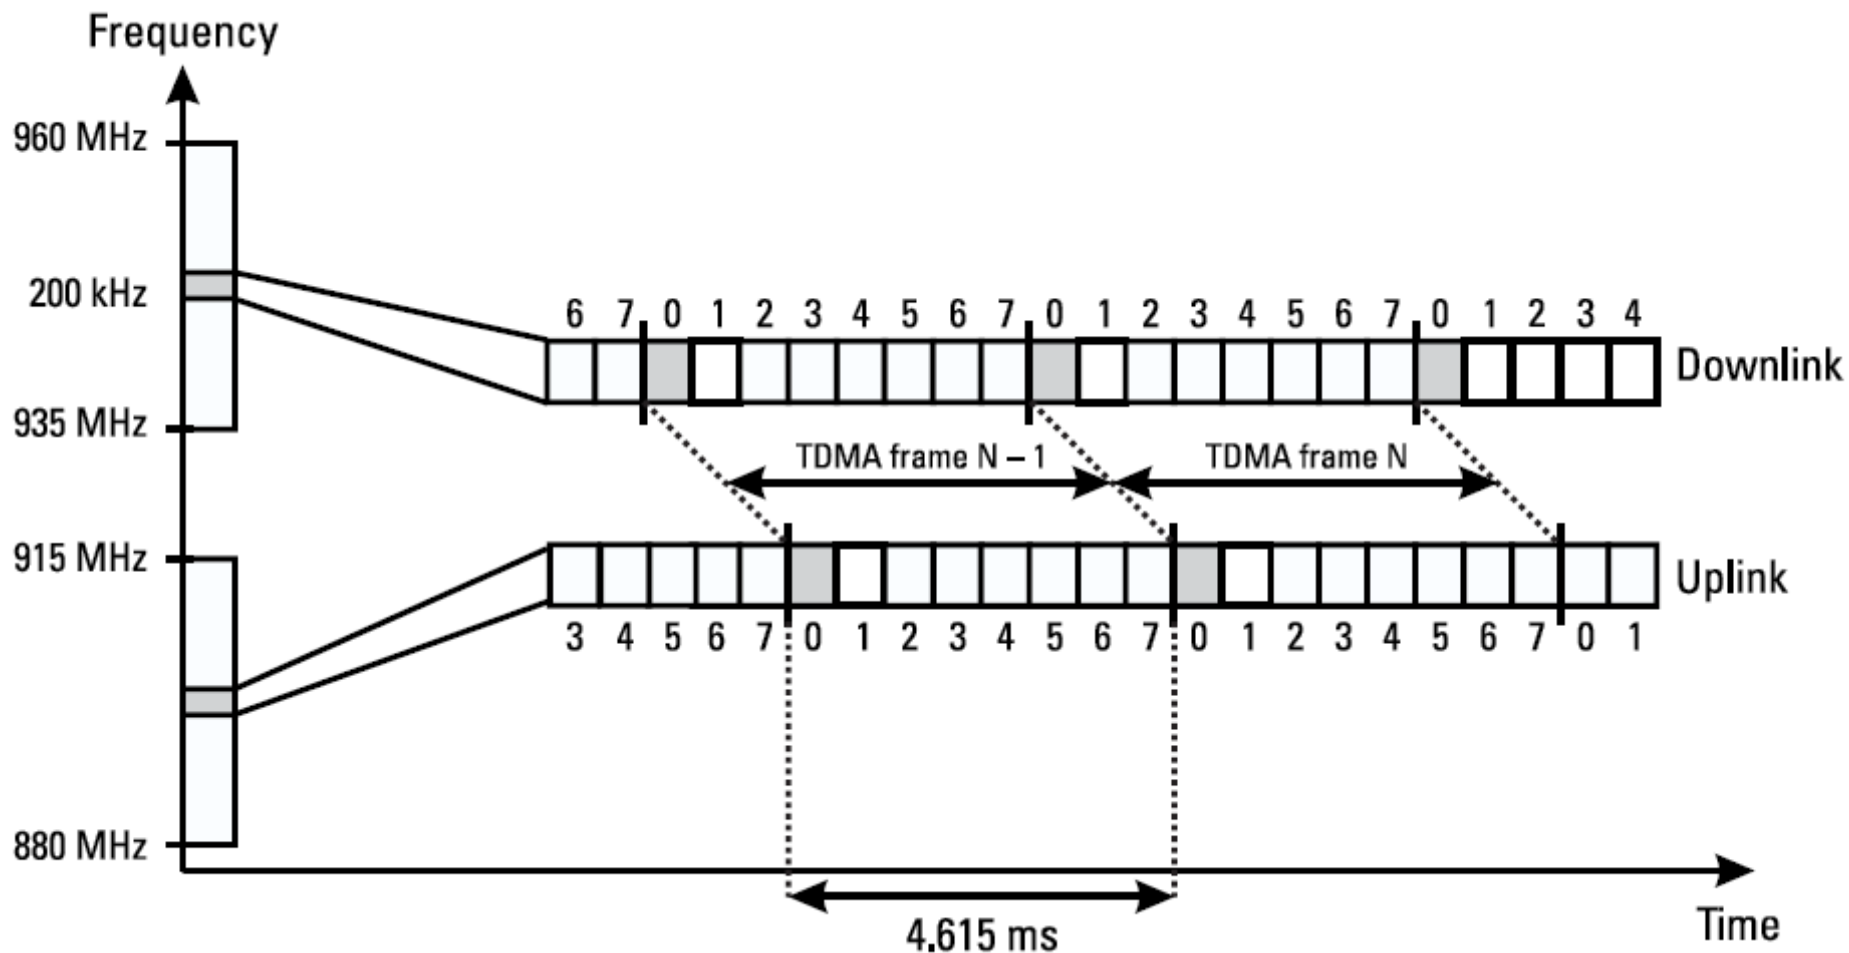 Frequency
960 MHz
200 kHz
935 MHz
915 MHz
880 MHz
6 7 0 1 2 3 4 5 6 7 0 1 2 3 4 5 6 7 0 1 2 3 4
Downlink
TDMA frame N – 1
TDMA frame N
Uplink
3 4 5 6 7 0 1 2 3 4 5 6 7 0 1 2 3 4 5 6 7 0 1
4.615 ms
Time